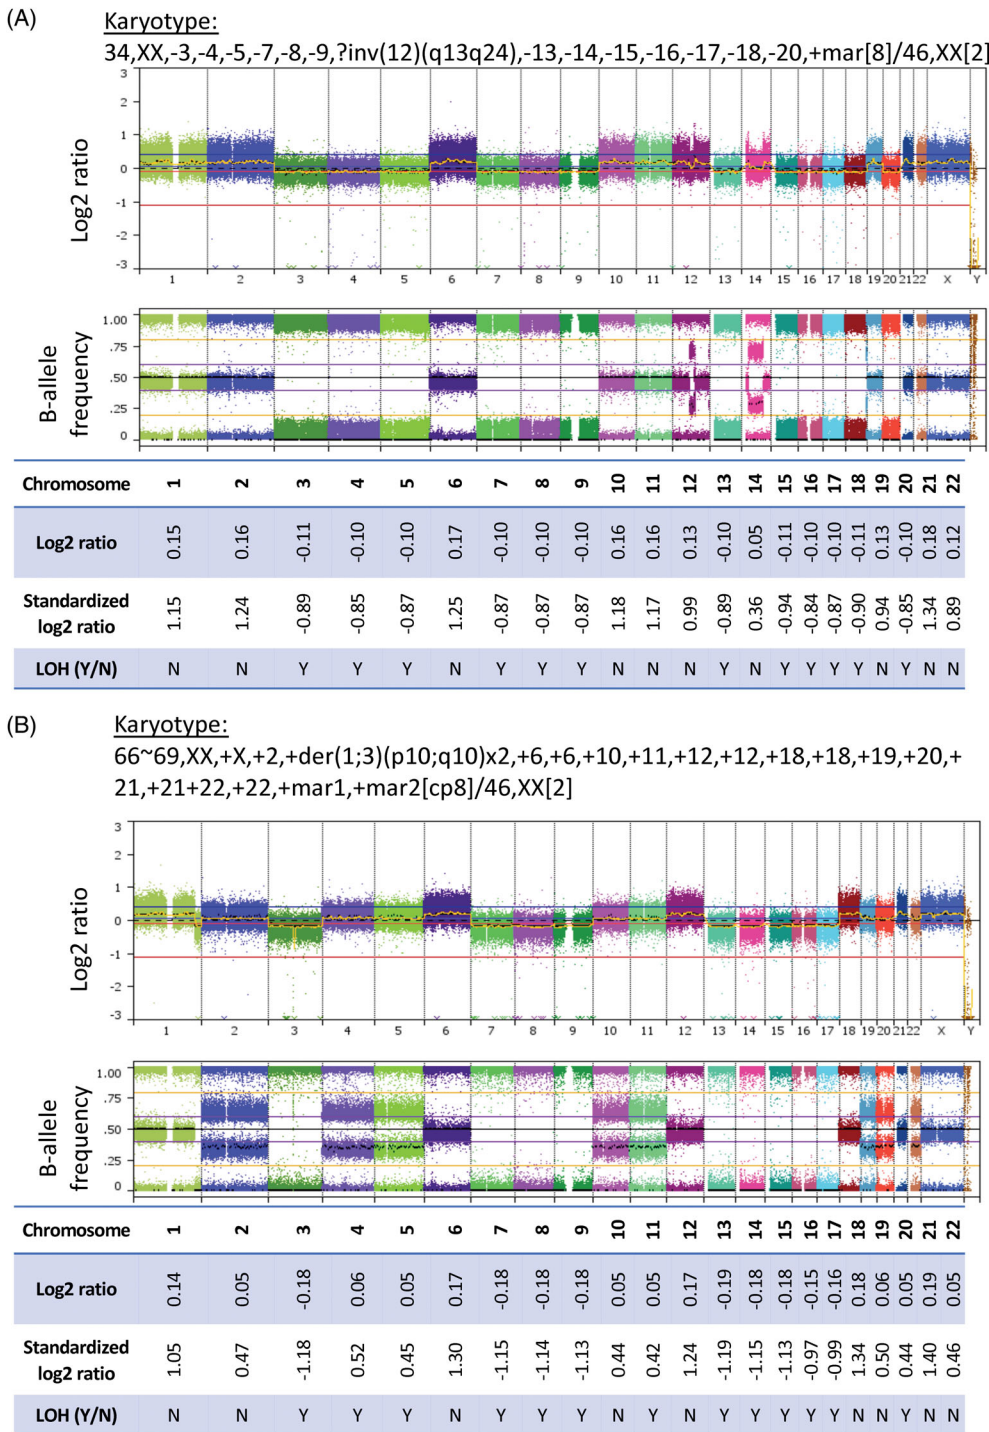 (A)
Karyotype:
34,XX,-3,-4,-5,-7,-8,-9,?inv(12)(q13q24),-13,-14,-15,-16,-17,-18,-20,+mar[8]/46,XX[2]
Log2 ratio
3
2
1
0
-1
-2
-3
1 2 3 4 5 6 7 8 9 10 11 12 13 14 15 16 17 18 19 20 21 22 X Y
B-allele
frequency
1.00
.75
.50
.25
0
Chromosome 1 2 3 4 5 6 7 8 9 10 11 12 13 14 15 16 17 18 19 20 21 22
Log2 ratio 0.15 0.16 -0.11 -0.10 -0.10 0.17 -0.10 -0.10 -0.10 0.16 0.16 0.13 -0.10 0.05 -0.11 -0.10 -0.10 -0.11 0.13 -0.10 0.18 0.12
Standardized
log2 ratio 1.15 1.24 -0.89 -0.85 -0.87 1.25 -0.87 -0.87 -0.87 1.18 1.17 0.99 -0.89 0.36 -0.94 -0.84 -0.87 -0.90 0.94 -0.85 1.34 0.89
LOH (Y/N) N N Y Y Y N Y Y Y N N N Y N Y Y Y Y N Y N N
(B)
Karyotype:
66~69,XX,+X,+2,+der(1;3)(p10;q10)x2,+6,+6,+10,+11,+12,+12,+18,+18,+19,+20,+
21,+21+22,+22,+mar1,+mar2[cp8]/46,XX[2]
Log2 ratio
3
2
1
0
-1
-2
-3
1 2 3 4 5 6 7 8 9 10 11 12 13 14 15 16 17 18 19 20 21 22 X Y
B-allele
frequency
1.00
.75
.50
.25
0
Chromosome 1 2 3 4 5 6 7 8 9 10 11 12 13 14 15 16 17 18 19 20 21 22
Log2 ratio 0.14 0.05 -0.18 0.06 0.05 0.17 -0.18 -0.18 -0.18 0.05 0.05 0.17 -0.19 -0.18 -0.18 -0.15 -0.16 0.18 0.06 0.05 0.19 0.05
Standardized
log2 ratio 1.05 0.47 -1.18 0.52 0.45 1.30 -1.15 -1.14 -1.13 0.44 0.42 1.24 -1.19 -1.15 -1.13 -0.97 -0.99 1.34 0.50 0.44 1.40 0.46
LOH (Y/N) N N Y Y Y N Y Y Y N Y N Y Y Y Y Y N N Y N N